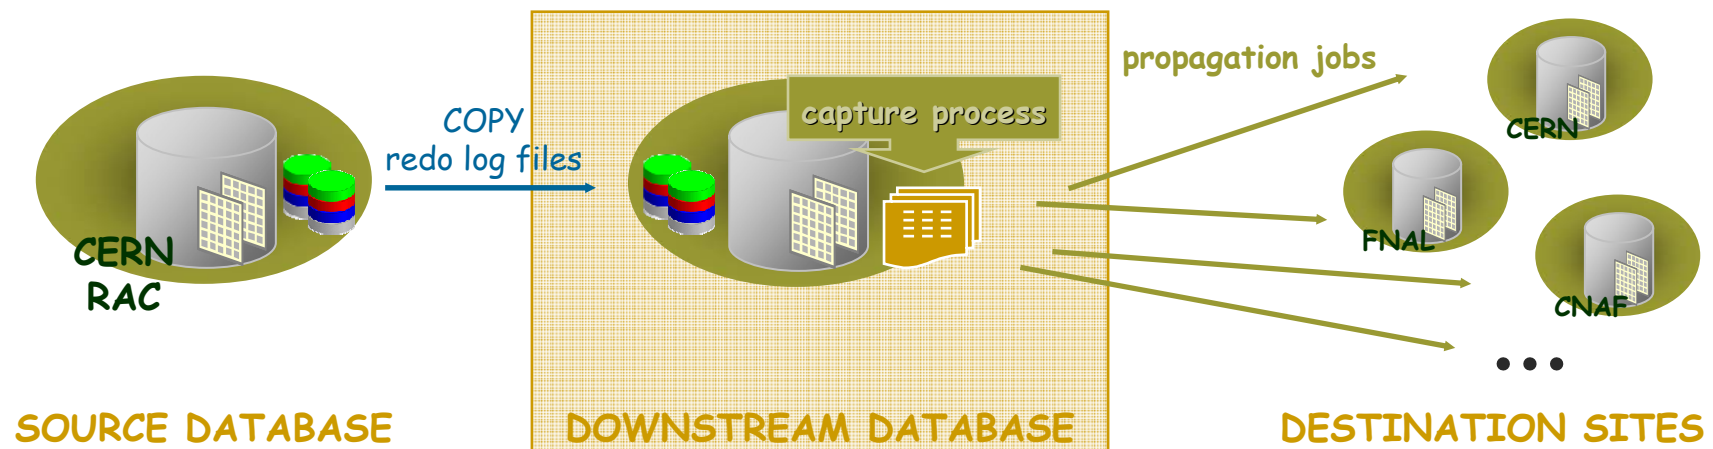 CERN
RAC
SOURCE DATABASE
COPY
redo log files
capture process
DOWNSTREAM DATABASE
propagation jobs
CERN
FNAL
CNAF
...
DESTINATION SITES